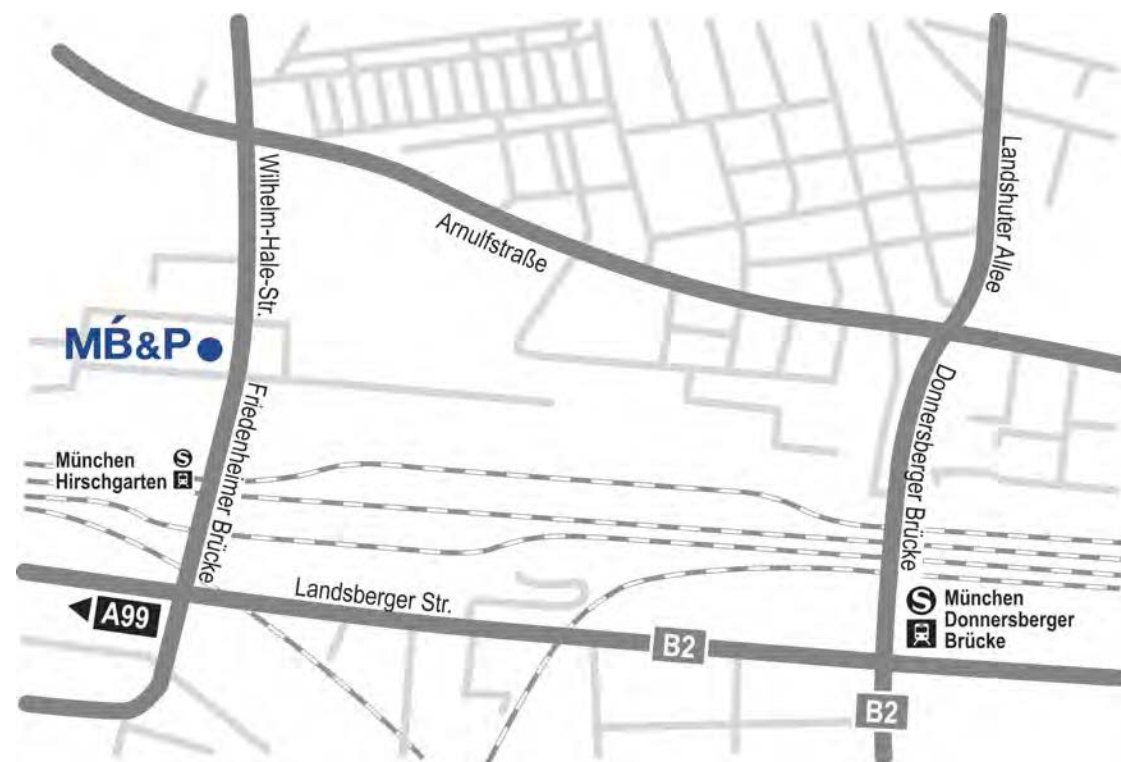 Wilhelm-Hale-Str.
Arnulfstraße
Landshuter Allee
MB́&P
Friedenheimer Brücke
Donnersberger Brücke
München
Hirschgarten
S
Landsberger Str.
A99
B2
S
München
Donnersberger
Brücke
B2